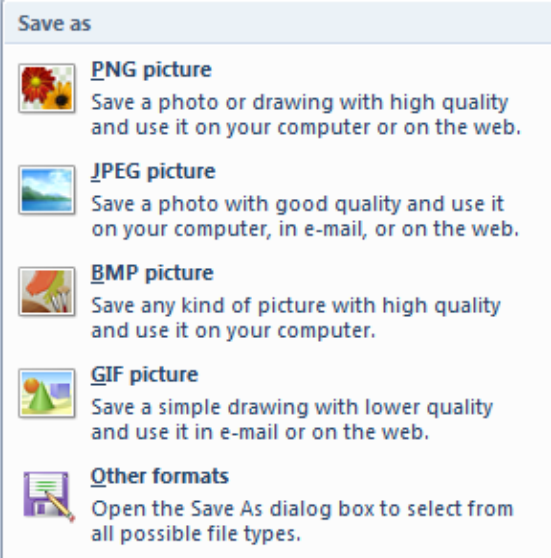 Save as
PNG picture
Save a photo or drawing with high quality
and use it on your computer or on the web.
JPEG picture
Save a photo with good quality and use it
on your computer, in e-mail, or on the web.
BMP picture
Save any kind of picture with high quality
and use it on your computer.
GIF picture
Save a simple drawing with lower quality
and use it in e-mail or on the web.
Other formats
Open the Save As dialog box to select from
all possible file types.